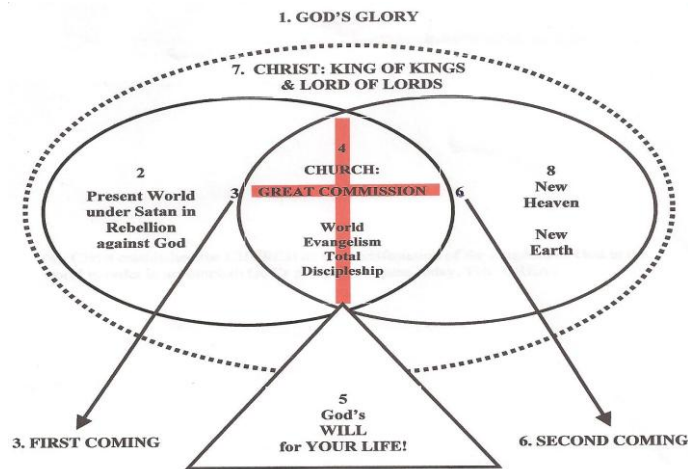 1. GOD'S GLORY
7. CHRIST: KING OF KINGS
& LORD OF LORDS
2
Present World
under Satan in
Rebellion
against God
3
4
CHURCH:
GREAT COMMISSION
World
Evangelism
Total
Discipleship
6
8
New
Heaven
New
Earth
5
God's
WILL
for YOUR LIFE!
3. FIRST COMING
6. SECOND COMING